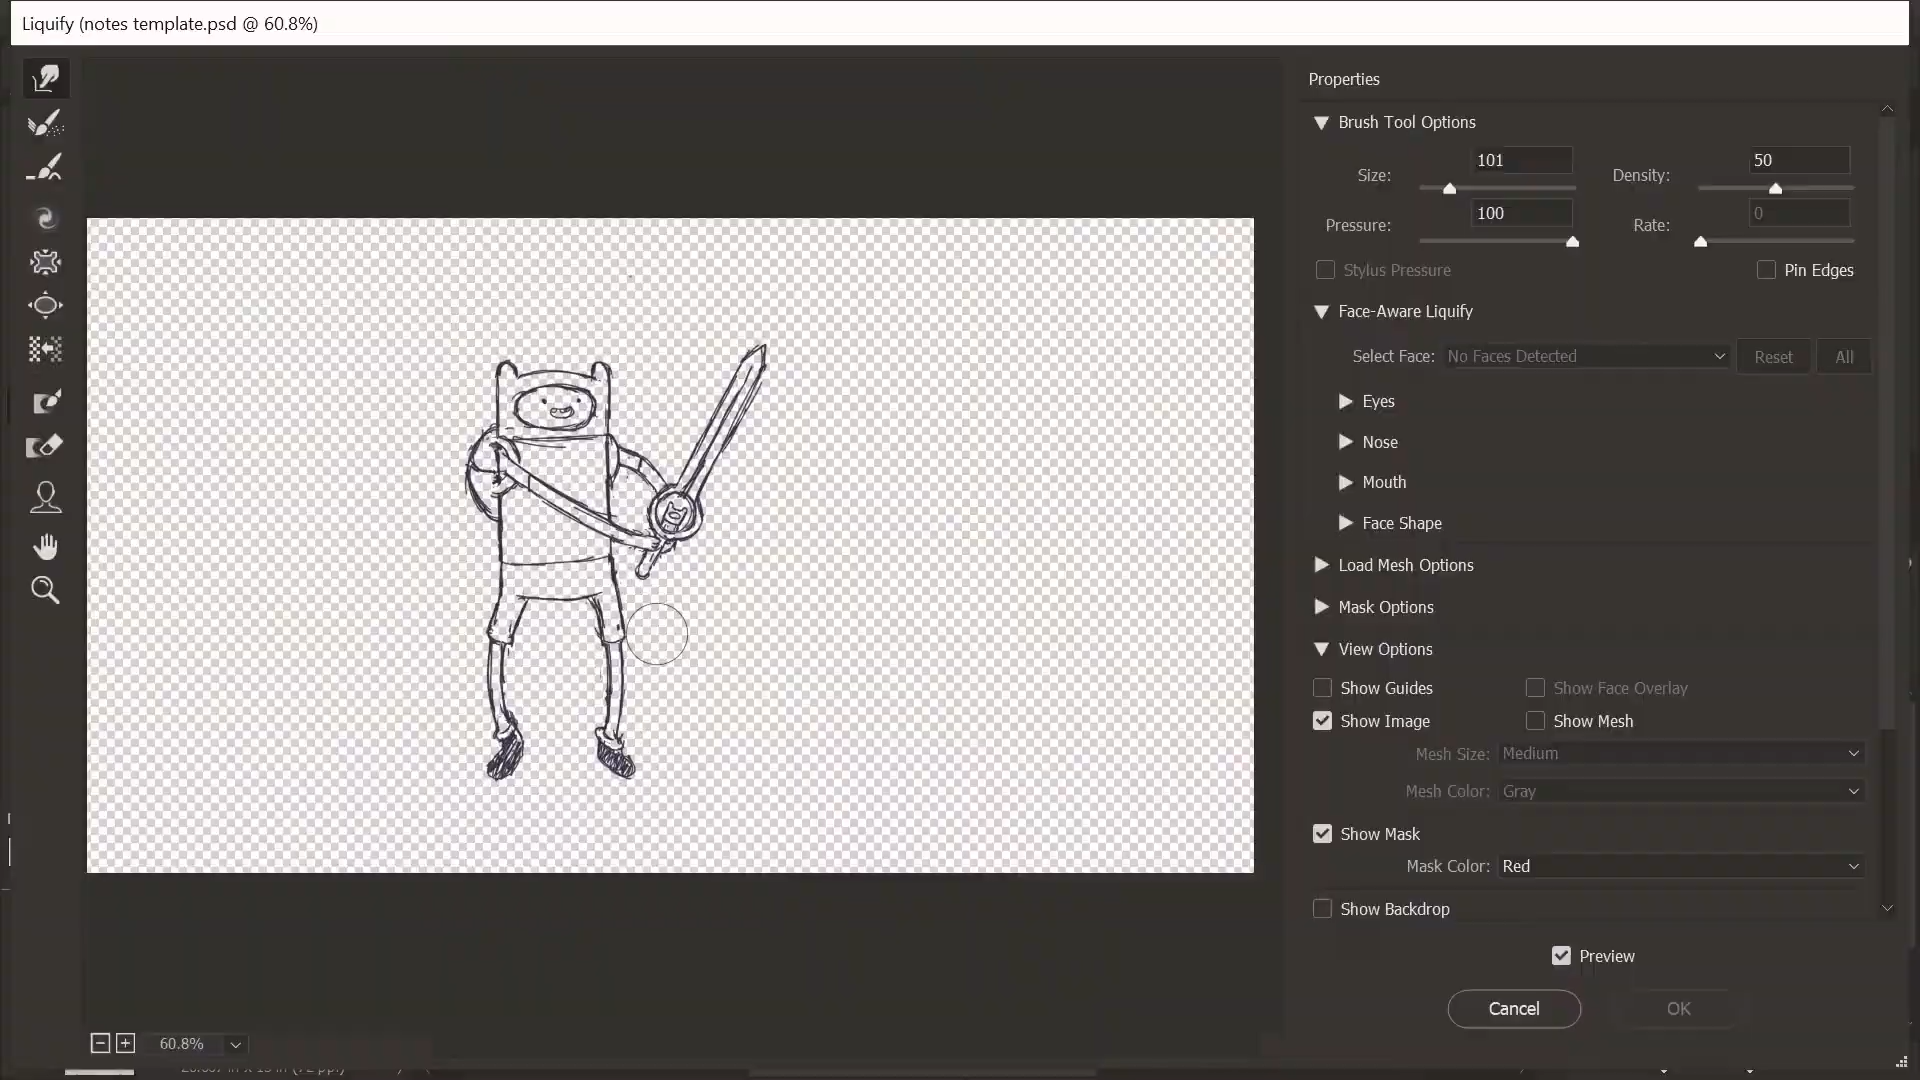 Liquify (notes template.psd @ 60.8%)
Properties
Brush Tool Options
Size: 101 Density: 50
Pressure: 100 Rate: 0
Stylus Pressure Pin Edges
Face-Aware Liquify
Select Face: No Faces Detected Reset All
Eyes
Nose
Mouth
Face Shape
Load Mesh Options
Mask Options
View Options
Show Guides Show Face Overlay
Show Image Show Mesh
Mesh Size: Medium
Mesh Color: Gray
Show Mask
Mask Color: Red
Show Backdrop
Preview
Cancel OK
60.8%